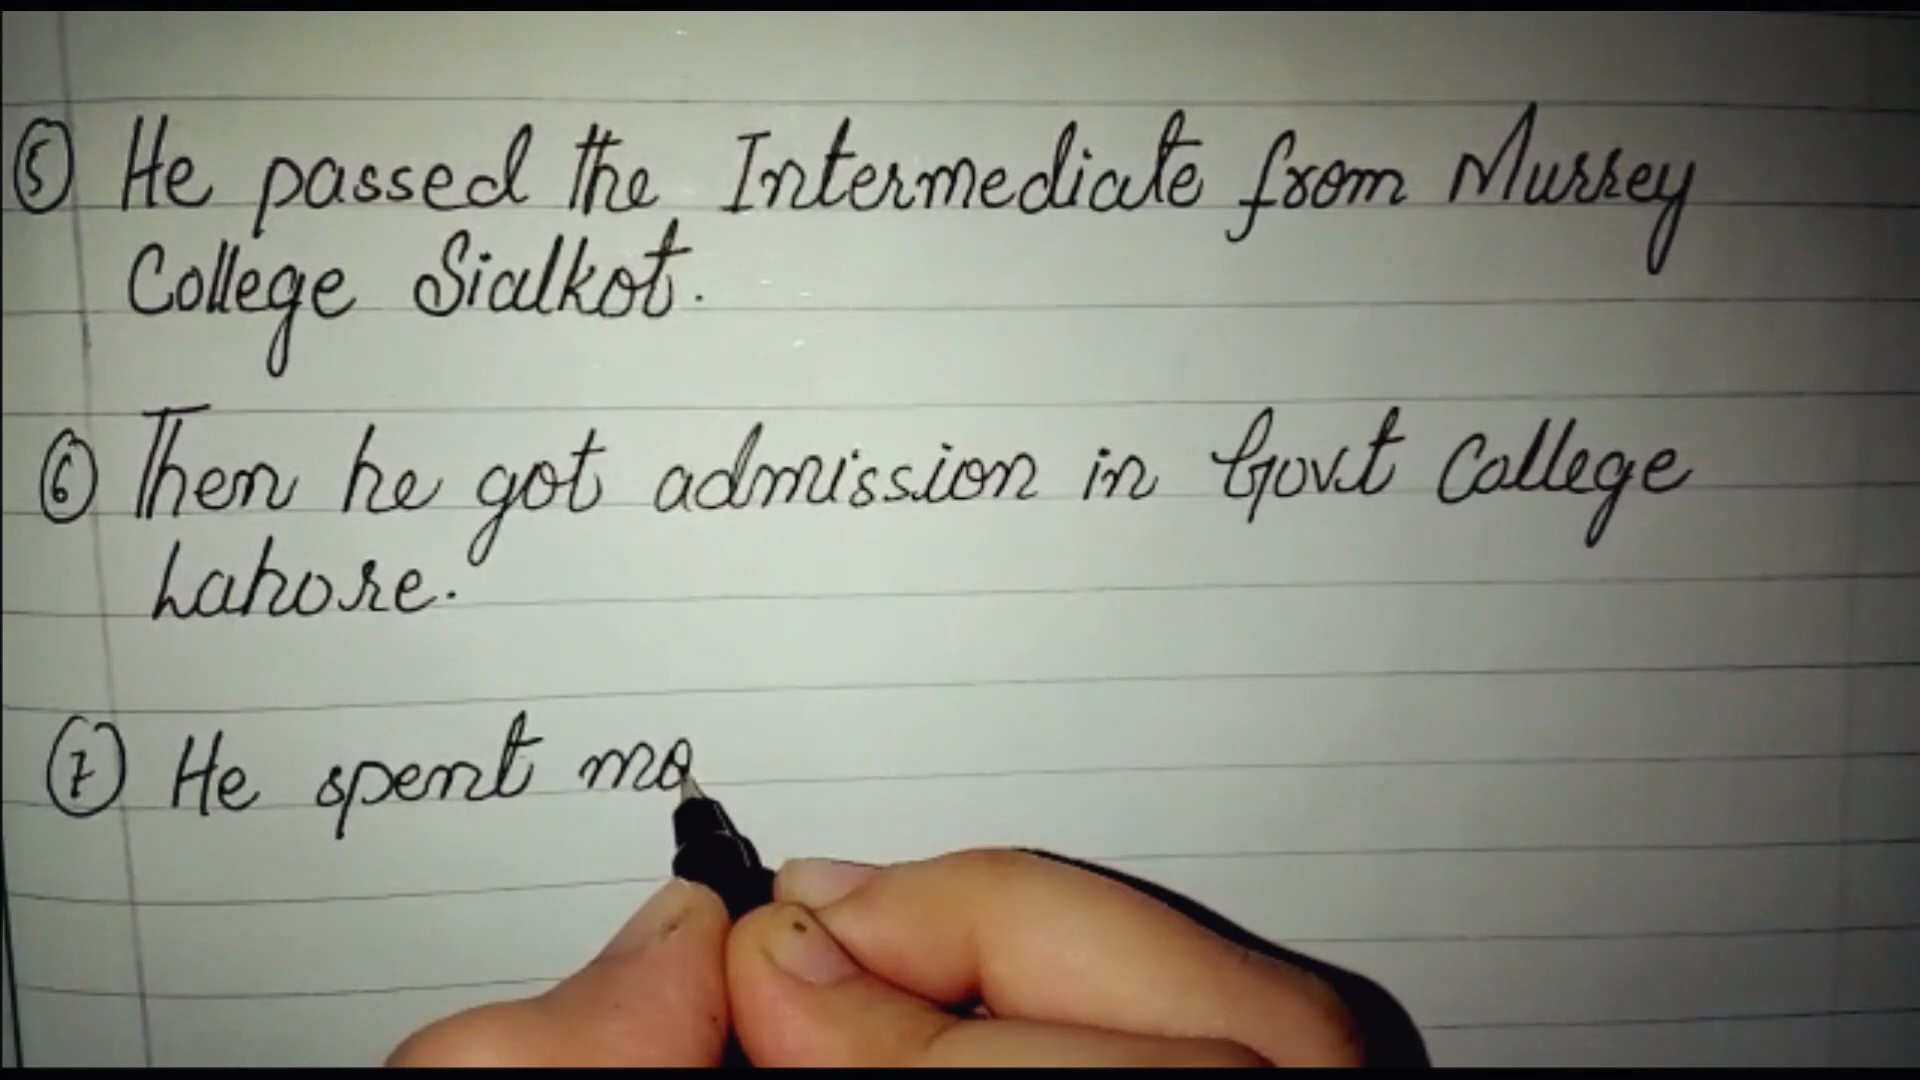 5 He passed the Intermediate from Murrey
College Sialkot.
6 Then he got admission in Govt College
Lahore.
7 He spent mo